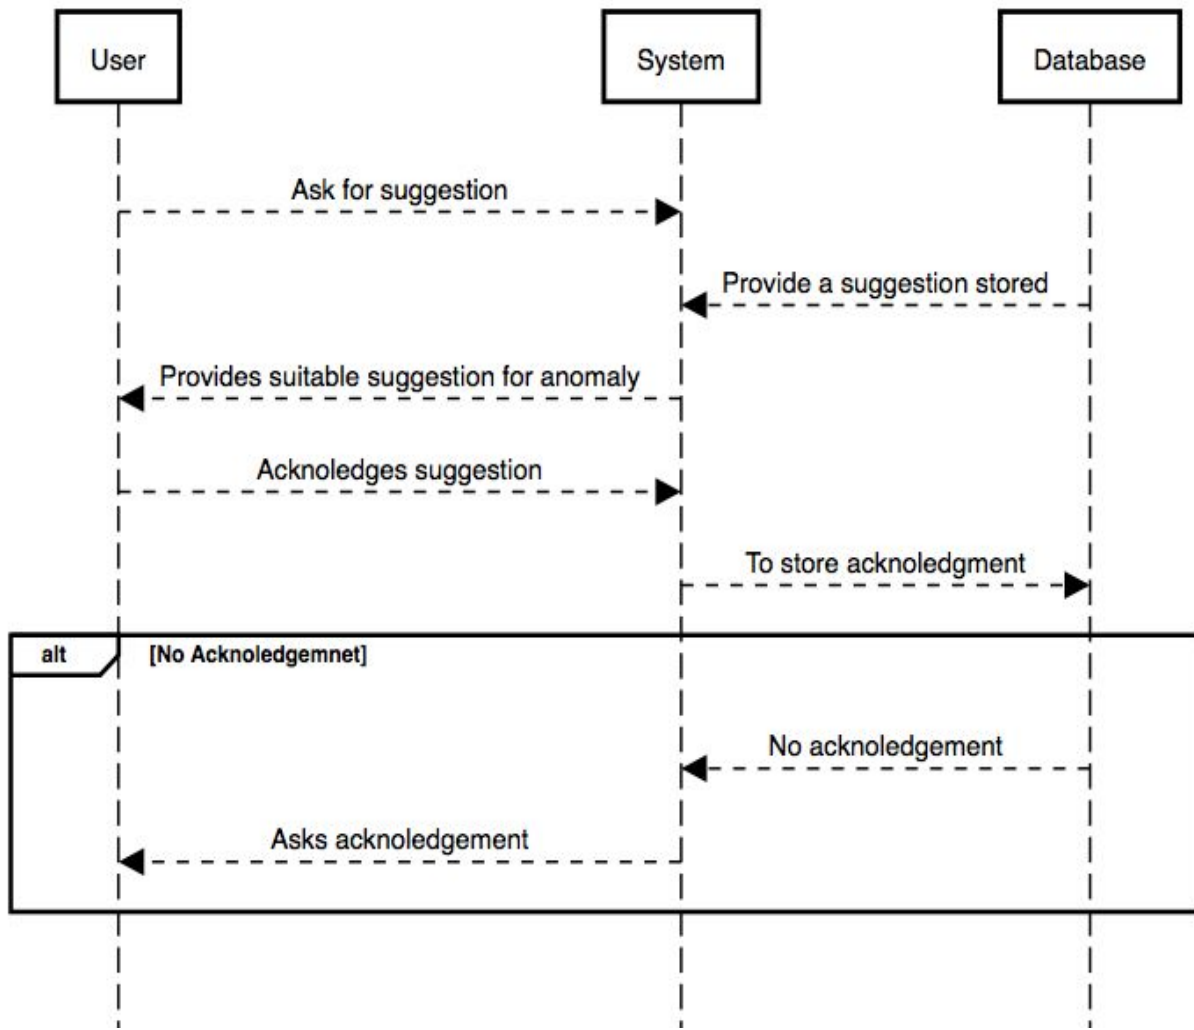 User
System
Database
Ask for suggestion
Provide a suggestion stored
Provides suitable suggestion for anomaly
Acknoledges suggestion
To store acknoledgment
alt
[No Acknoledgemnet]
No acknoledgement
Asks acknoledgement